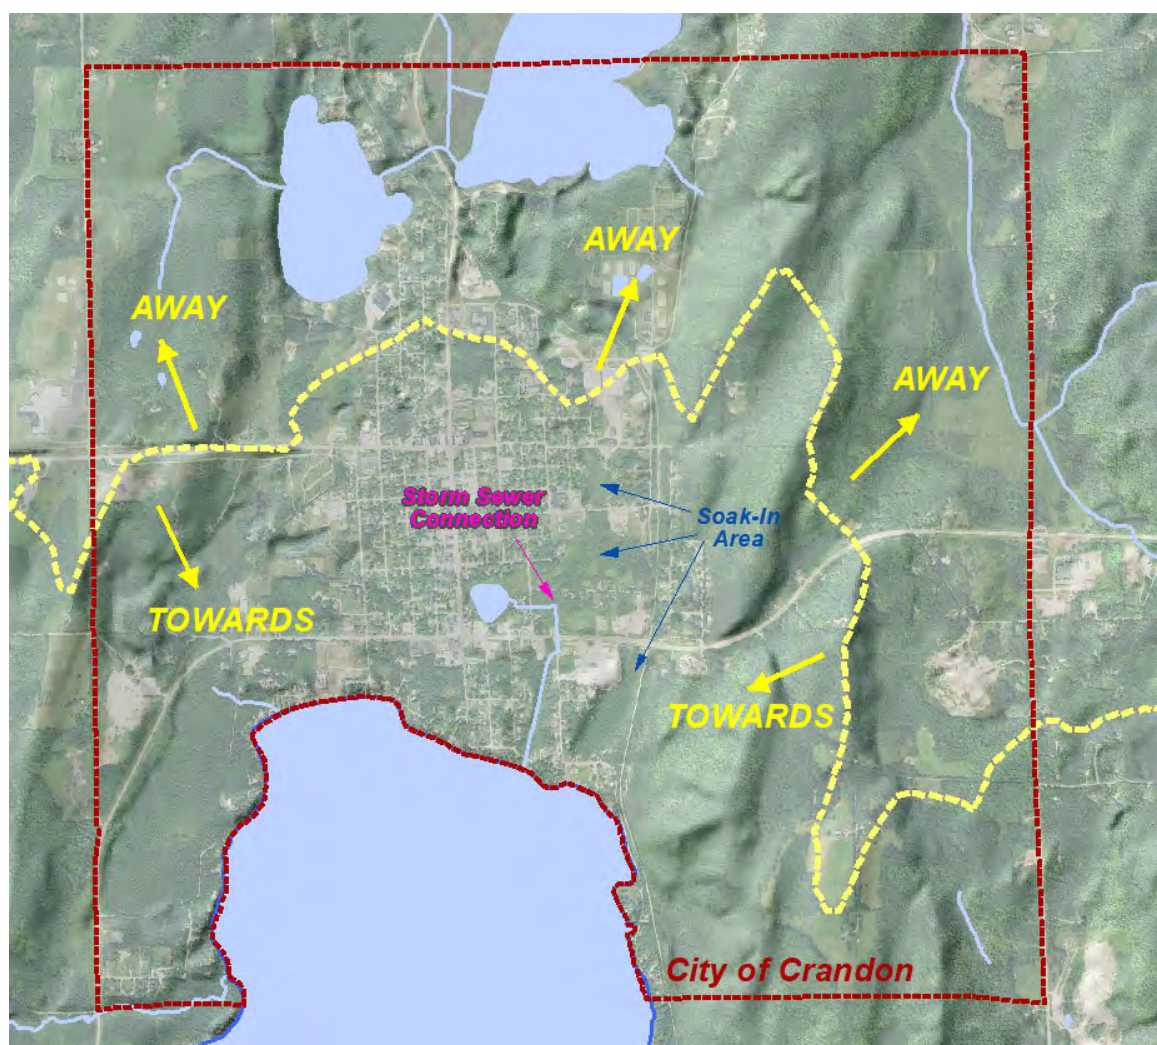 AWAY
AWAY
AWAY
Storm Sewer
Connection
Soak-In
Area
TOWARDS
TOWARDS
City of Crandon